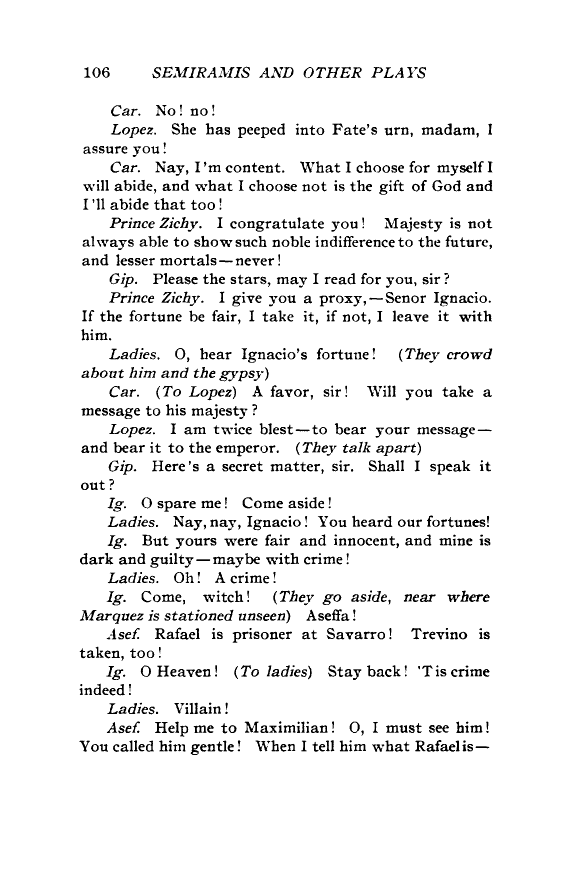 106 SEMIRAMIS AND OTHER PLAYS
Car. No! no!
Lopez. She has peeped into Fate's urn, madam, I
assure you!
Car. Nay, I'm content. What I choose for myself I
will abide, and what I choose not is the gift of God and
I'll abide that too!
Prince Zichy. I congratulate you! Majesty is not
always able to show such noble indifference to the future,
and lesser mortals—never!
Gip. Please the stars, may I read for you, sir?
Prince Zichy. I give you a proxy,—Senor Ignacio.
If the fortune be fair, I take it, if not, I leave it with
him.
Ladies. O, hear Ignacio's fortune! (They crowd
about him and the gypsy)
Car. (To Lopez) A favor, sir! Will you take a
message to his majesty?
Lopez. I am twice blest—to bear your message—
and bear it to the emperor. (They talk apart)
Gip. Here's a secret matter, sir. Shall I speak it
out?
Ig. O spare me! Come aside!
Ladies. Nay, nay, Ignacio! You heard our fortunes!
Ig. But yours were fair and innocent, and mine is
dark and guilty—maybe with crime!
Ladies. Oh! A crime!
Ig. Come, witch! (They go aside, near where
Marquez is stationed unseen) Aseffa!
Asef. Rafael is prisoner at Savarro! Trevino is
taken, too!
Ig. O Heaven! (To ladies) Stay back! 'Tis crime
indeed!
Ladies. Villain!
Asef. Help me to Maximilian! O, I must see him!
You called him gentle! When I tell him what Rafael is—